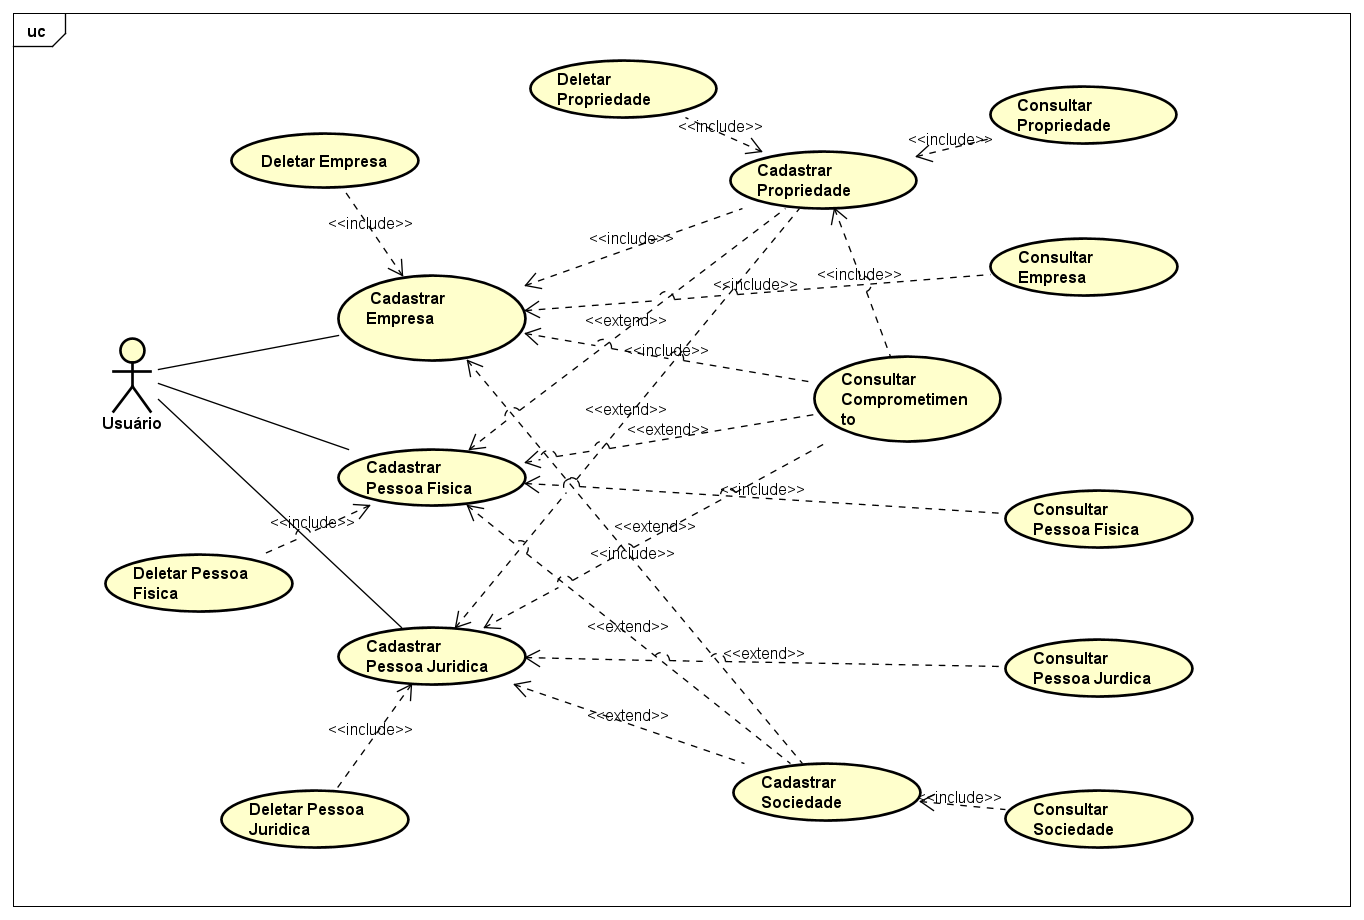 uc
Deletar
Propriedade
Consultar
Propriedade
<<include>>
<<include>>
Deletar Empresa
Cadastrar
Propriedade
<<include>>
<<include>>
Consultar
Empresa
<<include>>
<<include>>
Cadastrar
Empresa
<<extend>>
<<include>>
Consultar
Comprometimen
to
Usuário
<<extend>>
<<extend>>
Cadastrar
Pessoa Fisica
<<include>>
Consultar
Pessoa Fisica
<<include>>
<<extend>>
<<include>>
Deletar Pessoa
Fisica
<<extend>>
Cadastrar
Pessoa Juridica
<<extend>>
Consultar
Pessoa Jurdica
<<extend>>
<<include>>
Cadastrar
Sociedade
<<include>>
Consultar
Sociedade
Deletar Pessoa
Juridica